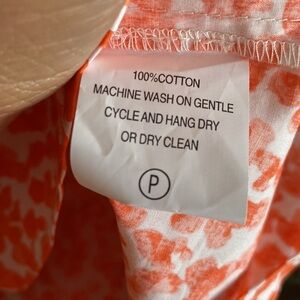 100%COTTON
MACHINE WASH ON GENTLE
CYCLE AND HANG DRY
OR DRY CLEAN
P